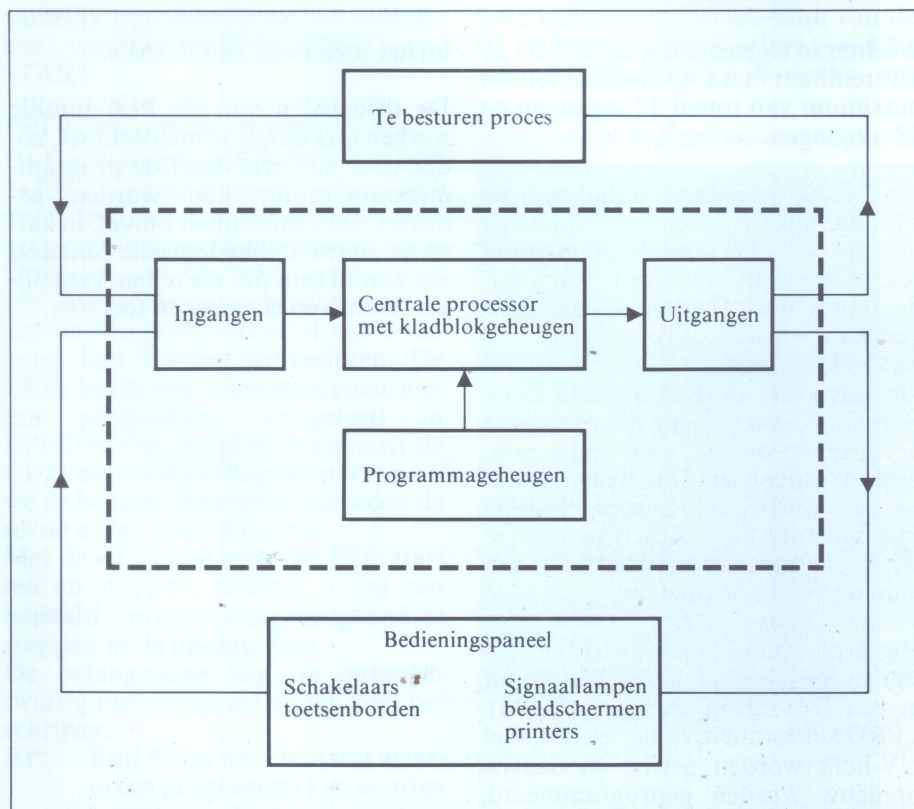 Te besturen proces
Ingangen
Centrale processor
met kladblokgeheugen
Uitgangen
Programmageheugen
Bedieningspaneel
Schakelaars
toetsenborden
Signaallampen
beeldschermen
printers